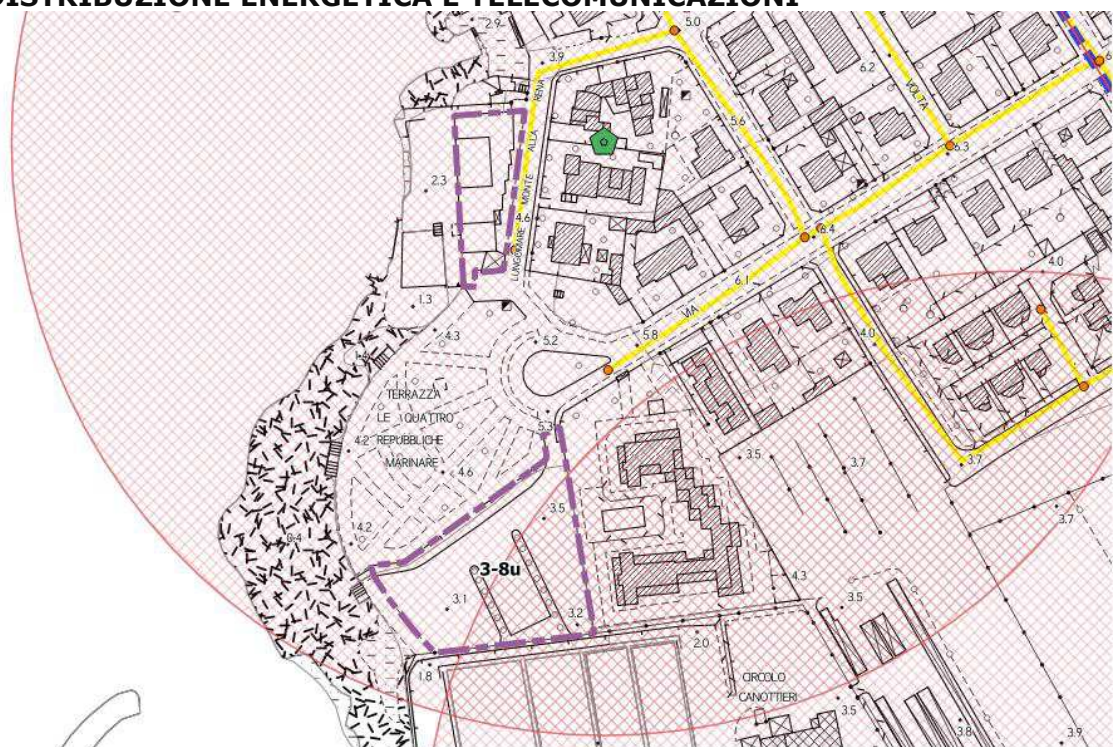 DISTRIBUZIONE ENERGETICA E TELECOMUNICAZIONI
2.9
5.0
3.9
6.2
VOLTA
RENA
ALLA
MONTE
LUNGOMARE
5.6
6.3
2.3
4.6
6.4
6.1
4.0
VIA
1.3
4.3
5.2
5.8
4.0
TERRAZZA
LE QUATTRO
REPUBBLICHE
MARINARE
5.3
4.2
4.6
3.5
3.7
3.7
3.5
3.7
4.2
0.4
3-8u
3.1
3.2
4.3
3.5
2.0
1.8
CIRCOLO
CANOTTIERI
3.5
3.8
3.9